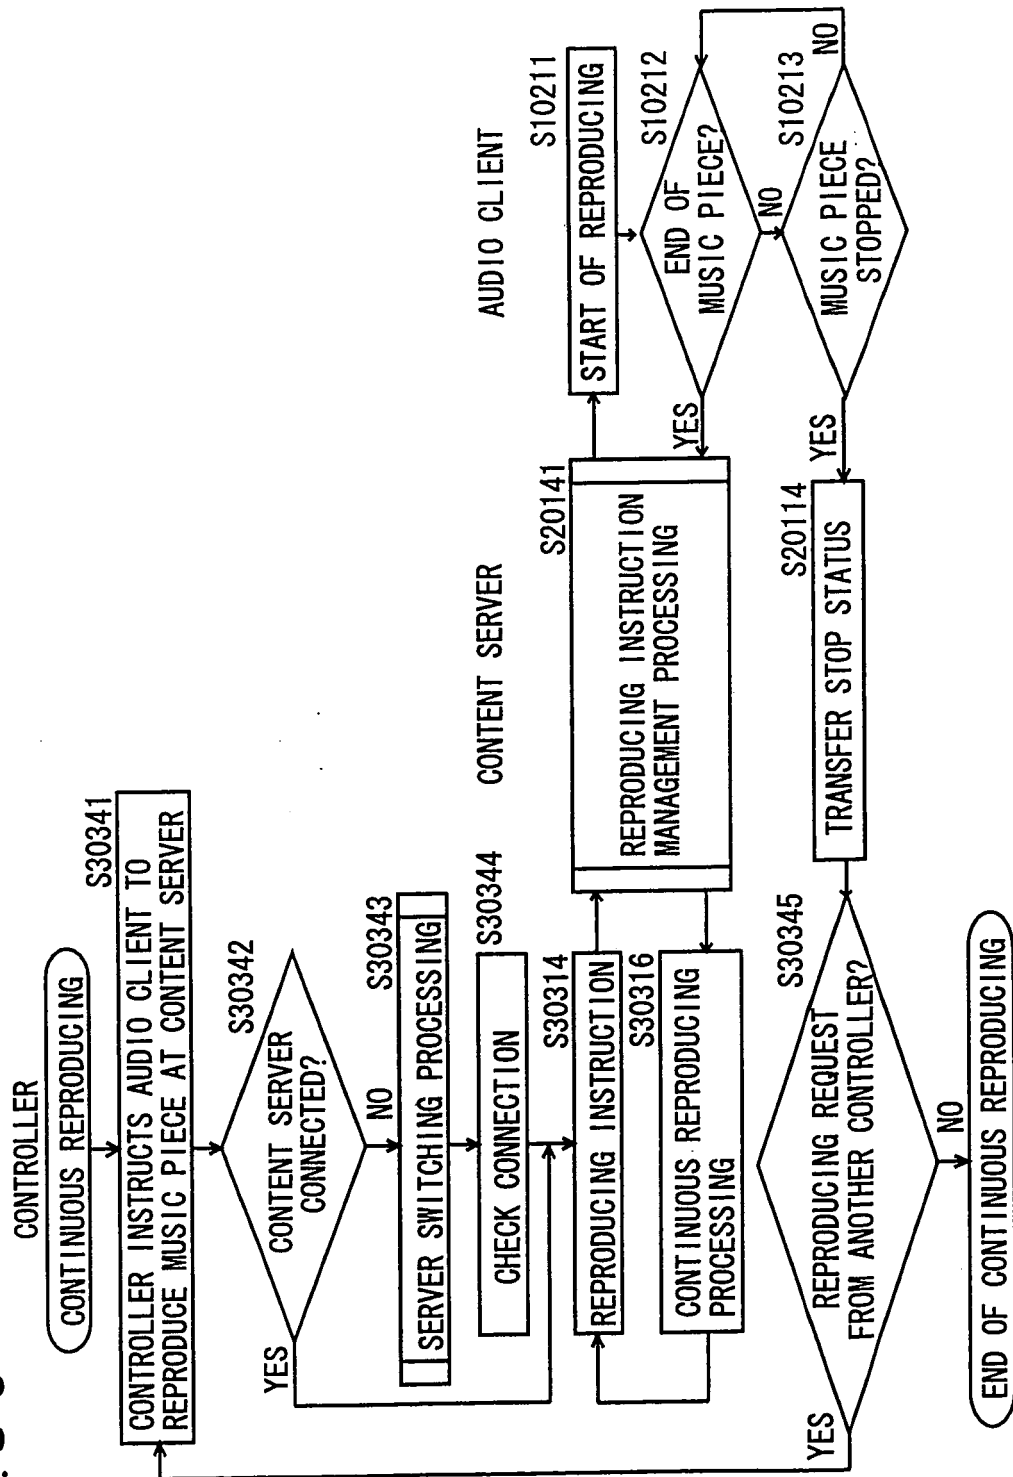 CONTROLLER
CONTINUOUS REPRODUCING
S30341
CONTROLLER INSTRUCTS AUDIO CLIENT TO
REPRODUCE MUSIC PIECE AT CONTENT SERVER
S30342
CONTENT SERVER
CONNECTED?
YES
NO
S30343
SERVER SWITCHING PROCESSING
S30344
CHECK CONNECTION
S30314
REPRODUCING INSTRUCTION
S30316
CONTINUOUS REPRODUCING
PROCESSING
S30345
REPRODUCING REQUEST
FROM ANOTHER CONTROLLER?
YES
NO
END OF CONTINUOUS REPRODUCING
CONTENT SERVER
S20141
REPRODUCING INSTRUCTION
MANAGEMENT PROCESSING
S20114
TRANSFER STOP STATUS
AUDIO CLIENT
S10211
START OF REPRODUCING
S10212
END OF
MUSIC PIECE?
YES
NO
S10213
MUSIC PIECE
STOPPED?
YES
NO